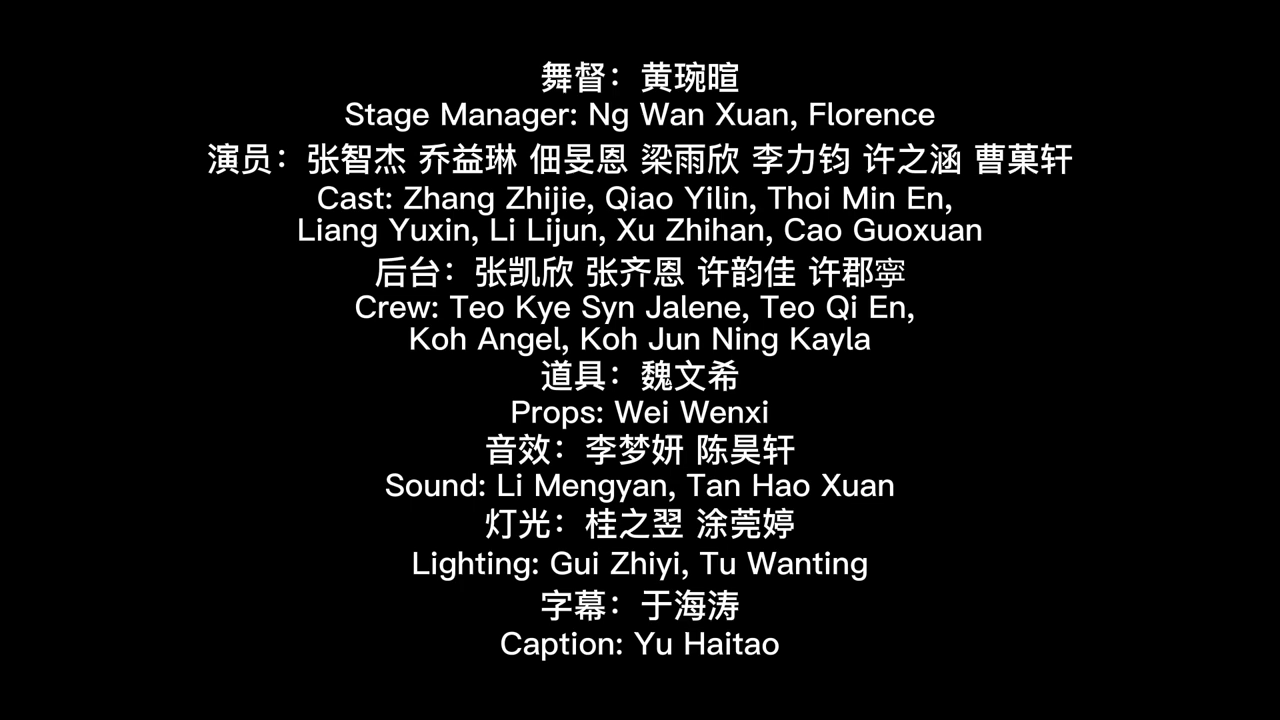 舞督：黄琬暄
Stage Manager: Ng Wan Xuan, Florence
演员：张智杰 乔益琳 佃旻恩 梁雨欣 李力钧 许之涵 曹菓轩
Cast: Zhang Zhijie, Qiao Yilin, Thoi Min En,
Liang Yuxin, Li Lijun, Xu Zhihan, Cao Guoxuan
后台：张凯欣 张齐恩 许韵佳 许郡寜
Crew: Teo Kye Syn Jalene, Teo Qi En,
Koh Angel, Koh Jun Ning Kayla
道具：魏文希
Props: Wei Wenxi
音效：李梦妍 陈昊轩
Sound: Li Mengyan, Tan Hao Xuan
灯光：桂之翌 涂莞婷
Lighting: Gui Zhiyi, Tu Wanting
字幕：于海涛
Caption: Yu Haitao